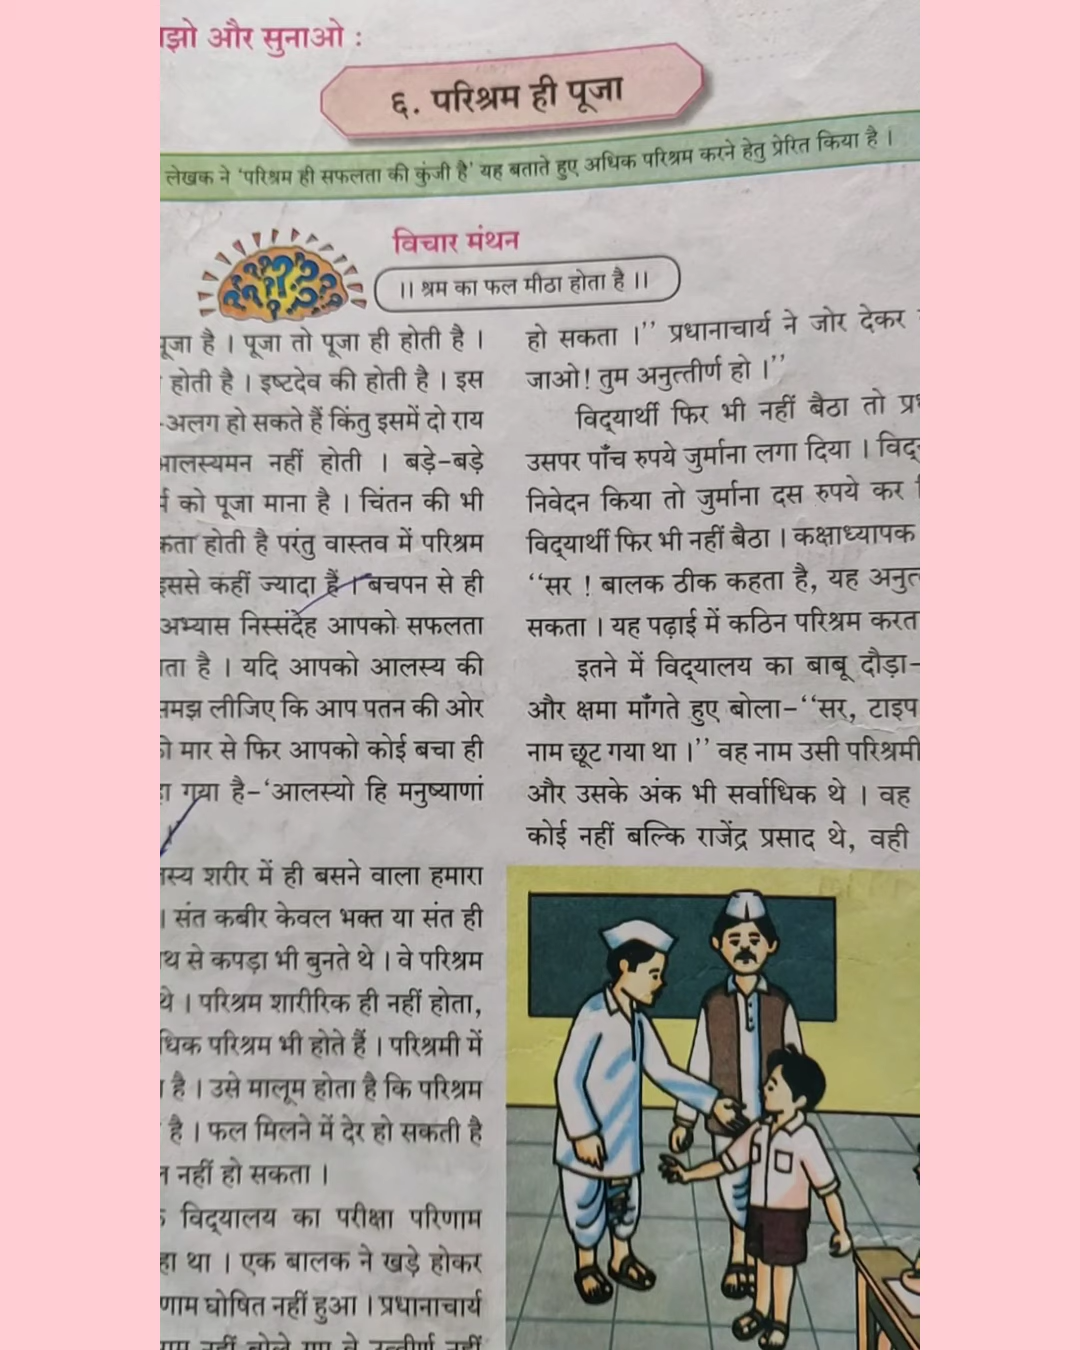 और सुनाओ :
६. परिश्रम ही पूजा
लेखक ने 'परिश्रम ही सफलता की कुंजी है' यह बताते हुए अधिक परिश्रम करने हेतु प्रेरित किया है ।
विचार मंथन
।। श्रम का फल मीठा होता है ।।
है । पूजा तो पूजा ही होती है ।
होती है । इष्टदेव की होती है । इस
अलग हो सकते हैं किंतु इसमें दो राय
नहीं होती । बड़े-बड़े
को पूजा माना है । चिंतन की भी
होती है परंतु वास्तव में परिश्रम
इससे कहीं ज्यादा हैं । बचपन से ही
अभ्यास निस्संदेह आपको सफलता
है । यदि आपको आलस्य की
लीजिए कि आप पतन की ओर
मार से फिर आपको कोई बचा ही
गया है-'आलस्यो हि मनुष्याणां
शरीर में ही बसने वाला हमारा
। संत कबीर केवल भक्त या संत ही
से कपड़ा भी बुनते थे । वे परिश्रम
थे । परिश्रम शारीरिक ही नहीं होता,
परिश्रम भी होते हैं । परिश्रमी में
है । उसे मालूम होता है कि परिश्रम
है । फल मिलने में देर हो सकती है
नहीं हो सकता ।
विद्यालय का परीक्षा परिणाम
था । एक बालक ने खड़े होकर
घोषित नहीं हुआ । प्रधानाचार्य
हो सकता ।'' प्रधानाचार्य ने जोर देकर
जाओ! तुम अनुत्तीर्ण हो ।''
विद्यार्थी फिर भी नहीं बैठा तो
उसपर पाँच रुपये जुर्माना लगा दिया ।
निवेदन किया तो जुर्माना दस रुपये कर
विद्यार्थी फिर भी नहीं बैठा । कक्षाध्यापक
''सर ! बालक ठीक कहता है, यह
सकता । यह पढ़ाई में कठिन परिश्रम करत
इतने में विद्यालय का बाबू दौड़ा-
और क्षमा माँगते हुए बोला-''सर, टाइप
नाम छूट गया था ।'' वह नाम उसी परिश्रमी
और उसके अंक भी सर्वाधिक थे । वह
कोई नहीं बल्कि राजेंद्र प्रसाद थे, वही